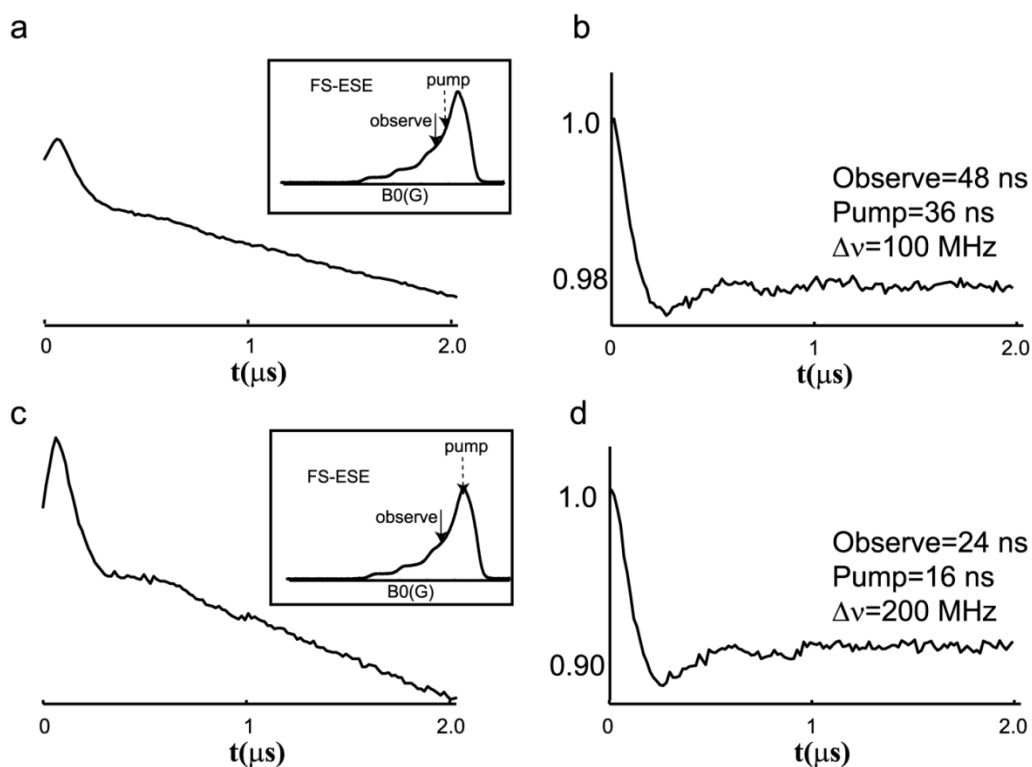 a
FS-ESE
pump
observe
B0(G)
0
1
2.0
t(μs)
b
1.0
0.98
Observe=48 ns
Pump=36 ns
Δν=100 MHz
0
1
2.0
t(μs)
c
pump
FS-ESE
observe
B0(G)
0
1
2.0
t(μs)
d
1.0
0.90
Observe=24 ns
Pump=16 ns
Δν=200 MHz
0
1
2.0
t(μs)